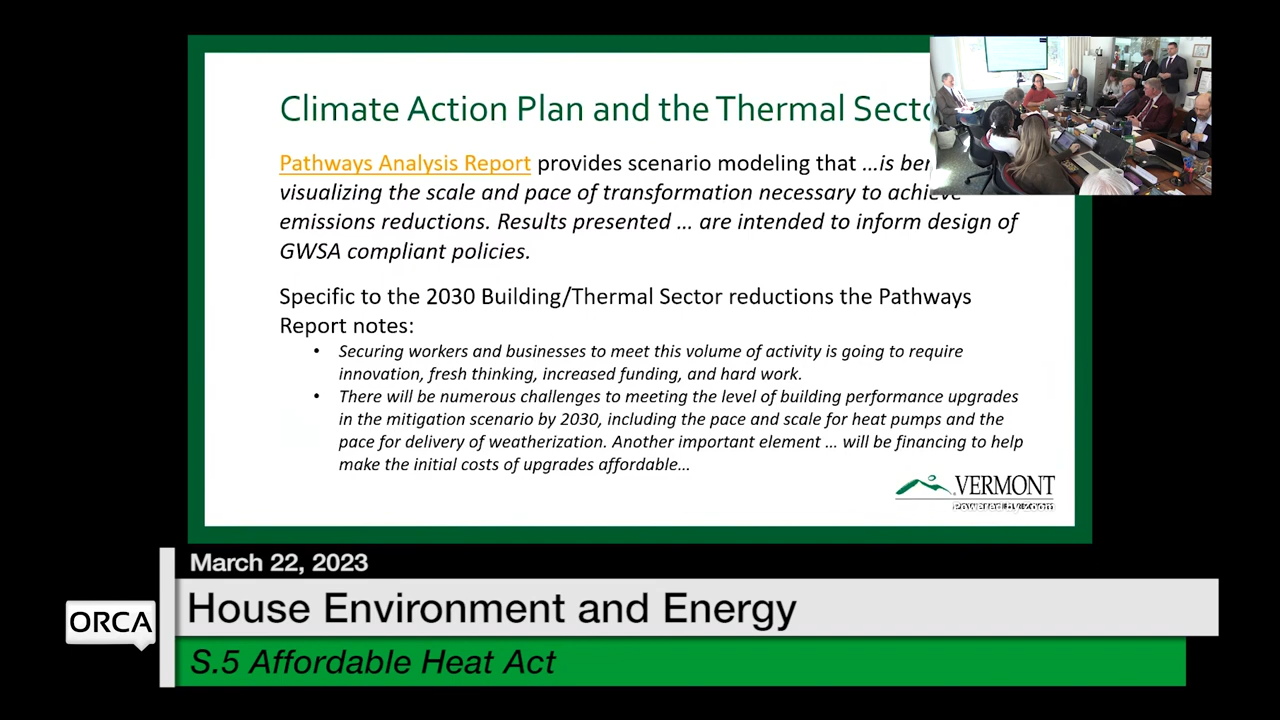 Climate Action Plan and the Thermal Secto
Pathways Analysis Report provides scenario modeling that …is ben
visualizing the scale and pace of transformation necessary to achieve
emissions reductions. Results presented … are intended to inform design of
GWSA compliant policies.
Specific to the 2030 Building/Thermal Sector reductions the Pathways
Report notes:
• Securing workers and businesses to meet this volume of activity is going to require
innovation, fresh thinking, increased funding, and hard work.
• There will be numerous challenges to meeting the level of building performance upgrades
in the mitigation scenario by 2030, including the pace and scale for heat pumps and the
pace for delivery of weatherization. Another important element … will be financing to help
make the initial costs of upgrades affordable…
VERMONT
Powered by Zoom
March 22, 2023
House Environment and Energy
ORCA
S.5 Affordable Heat Act